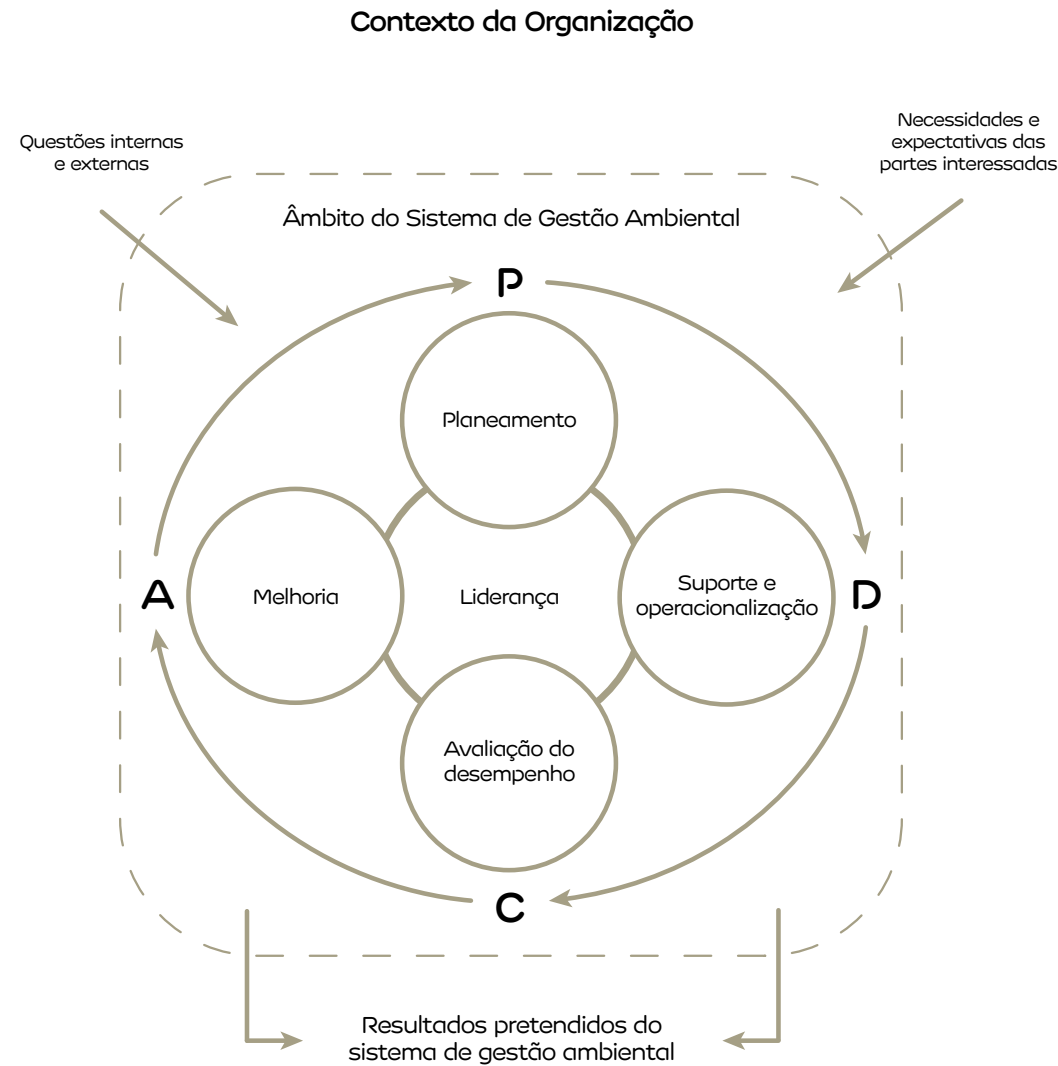 Contexto da Organização
Questões internas
e externas
Necessidades e
expectativas das
partes interessadas
Âmbito do Sistema de Gestão Ambiental
P
Planeamento
A
Melhoria
Liderança
Suporte e
operacionalização
D
Avaliação do
desempenho
C
Resultados pretendidos do
sistema de gestão ambiental